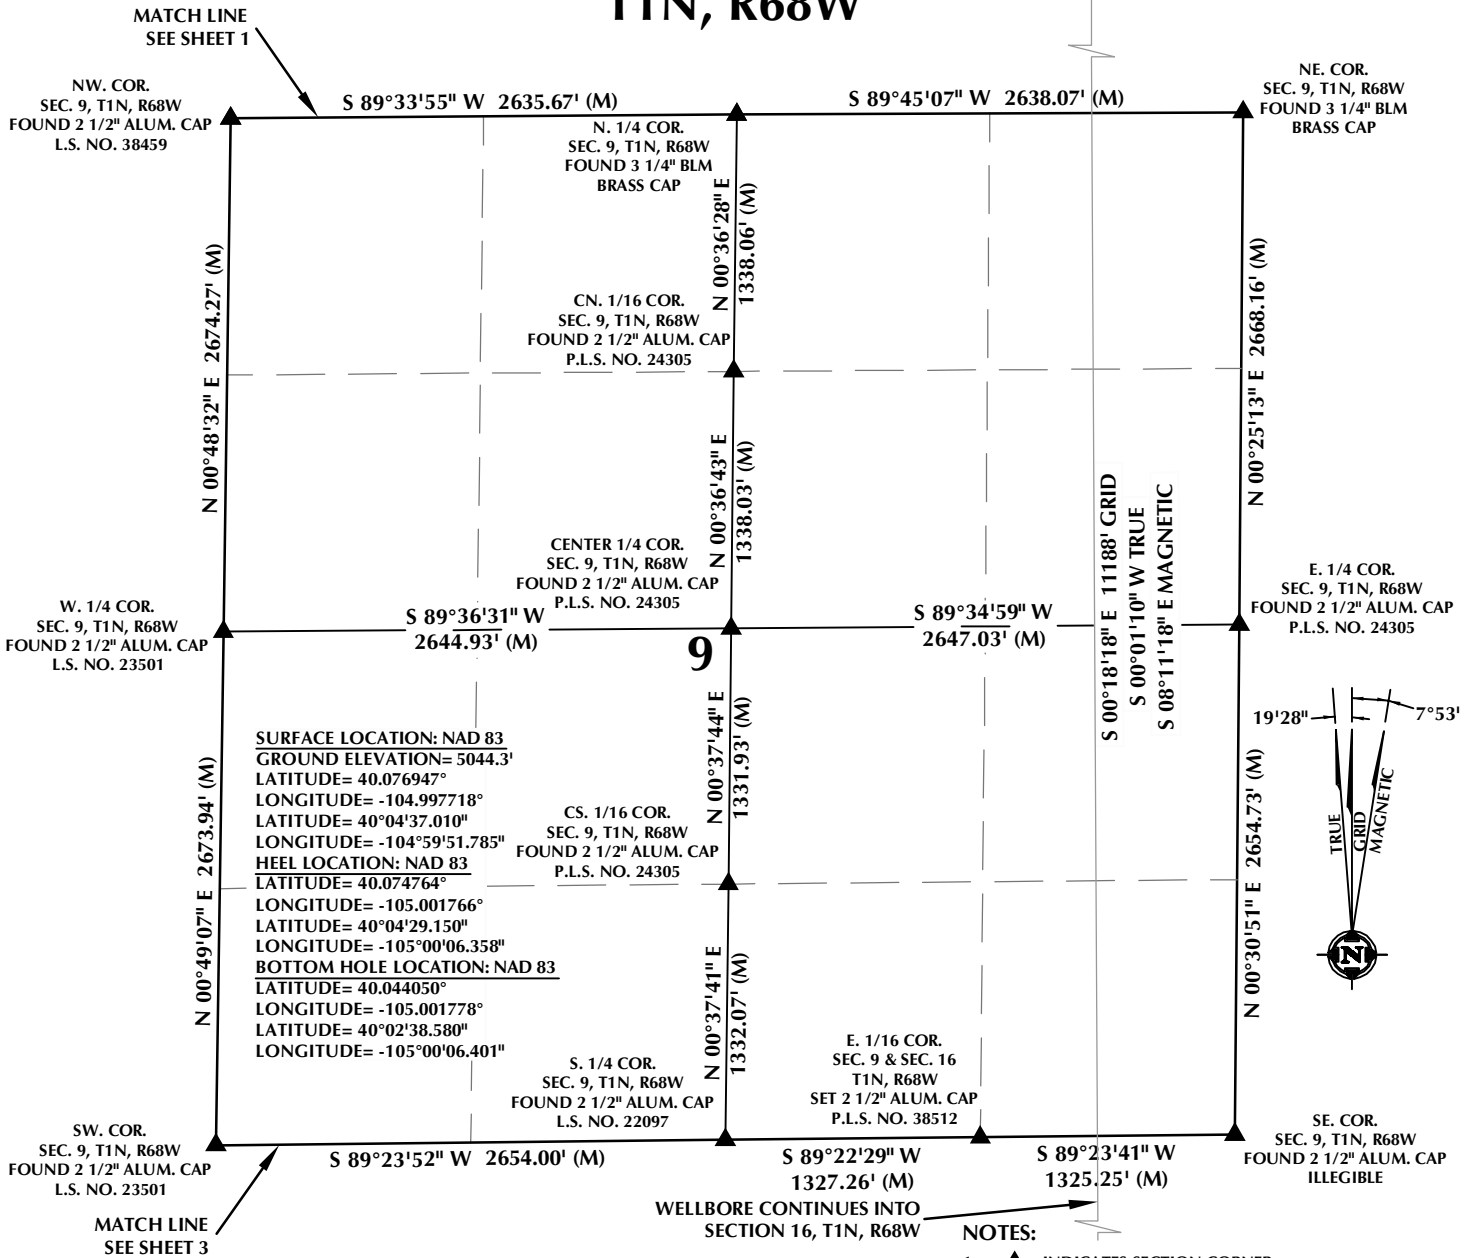 T1N, R68W
MATCH LINE
SEE SHEET 1
NW. COR.
SEC. 9, T1N, R68W
FOUND 2 1/2" ALUM. CAP
L.S. NO. 38459
S 89°33'55" W 2635.67' (M)
N. 1/4 COR.
SEC. 9, T1N, R68W
FOUND 3 1/4" BLM
BRASS CAP
S 89°45'07" W 2638.07' (M)
NE. COR.
SEC. 9, T1N, R68W
FOUND 3 1/4" BLM
BRASS CAP
N 00°48'32" E 2674.27' (M)
N 00°36'28" E
1338.06' (M)
CN. 1/16 COR.
SEC. 9, T1N, R68W
FOUND 2 1/2" ALUM. CAP
P.L.S. NO. 24305
N 00°25'13" E 2668.16' (M)
N 00°36'43" E
1338.03' (M)
CENTER 1/4 COR.
SEC. 9, T1N, R68W
FOUND 2 1/2" ALUM. CAP
P.L.S. NO. 24305
S 00°18'18" E 11188' GRID
S 00°01'10" W TRUE
S 08°11'18" E MAGNETIC
W. 1/4 COR.
SEC. 9, T1N, R68W
FOUND 2 1/2" ALUM. CAP
L.S. NO. 23501
S 89°36'31" W
2644.93' (M)
9
S 89°34'59" W
2647.03' (M)
E. 1/4 COR.
SEC. 9, T1N, R68W
FOUND 2 1/2" ALUM. CAP
P.L.S. NO. 24305
19'28"
7°53'
TRUE
GRID
MAGNETIC
N
N 00°49'07" E 2673.94' (M)
SURFACE LOCATION: NAD 83
GROUND ELEVATION= 5044.3'
LATITUDE= 40.076947°
LONGITUDE= -104.997718°
LATITUDE= 40°04'37.010"
LONGITUDE= -104°59'51.785"
HEEL LOCATION: NAD 83
LATITUDE= 40.074764°
LONGITUDE= -105.001766°
LATITUDE= 40°04'29.150"
LONGITUDE= -105°00'06.358"
BOTTOM HOLE LOCATION: NAD 83
LATITUDE= 40.044050°
LONGITUDE= -105.001778°
LATITUDE= 40°02'38.580"
LONGITUDE= -105°00'06.401"
N 00°37'44" E
1331.93' (M)
CS. 1/16 COR.
SEC. 9, T1N, R68W
FOUND 2 1/2" ALUM. CAP
P.L.S. NO. 24305
N 00°30'51" E 2654.73' (M)
N 00°37'41" E
1332.07' (M)
S. 1/4 COR.
SEC. 9, T1N, R68W
FOUND 2 1/2" ALUM. CAP
L.S. NO. 22097
E. 1/16 COR.
SEC. 9 & SEC. 16
T1N, R68W
SET 2 1/2" ALUM. CAP
P.L.S. NO. 38512
SW. COR.
SEC. 9, T1N, R68W
FOUND 2 1/2" ALUM. CAP
L.S. NO. 23501
S 89°23'52" W 2654.00' (M)
S 89°22'29" W
1327.26' (M)
S 89°23'41" W
1325.25' (M)
SE. COR.
SEC. 9, T1N, R68W
FOUND 2 1/2" ALUM. CAP
ILLEGIBLE
MATCH LINE
SEE SHEET 3
WELLBORE CONTINUES INTO
SECTION 16, T1N, R68W
NOTES:
INDICATES SECTION CORNER